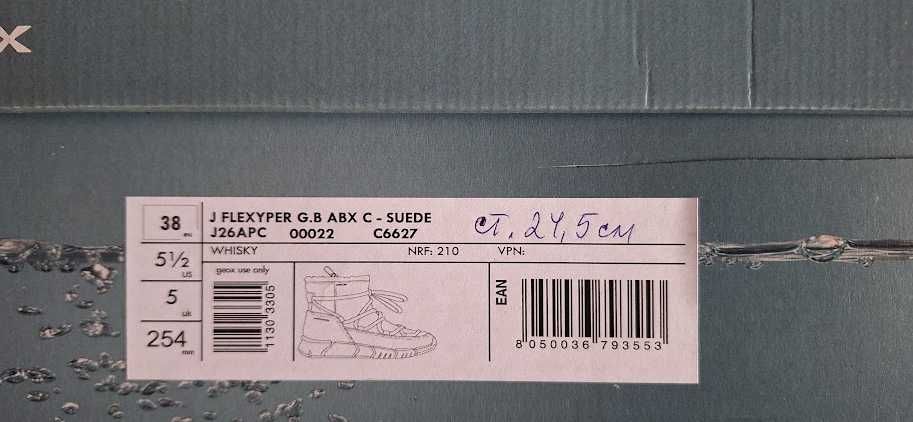 X
38 eu
J FLEXYPER G.B ABX C - SUEDE
J26APC 00022 C6627
ст. 24,5 см
WHISKY NRF: 210 VPN:
5½ US
geox use only
5 uk
254 mm
1130 3305
EAN
8 050036 793553